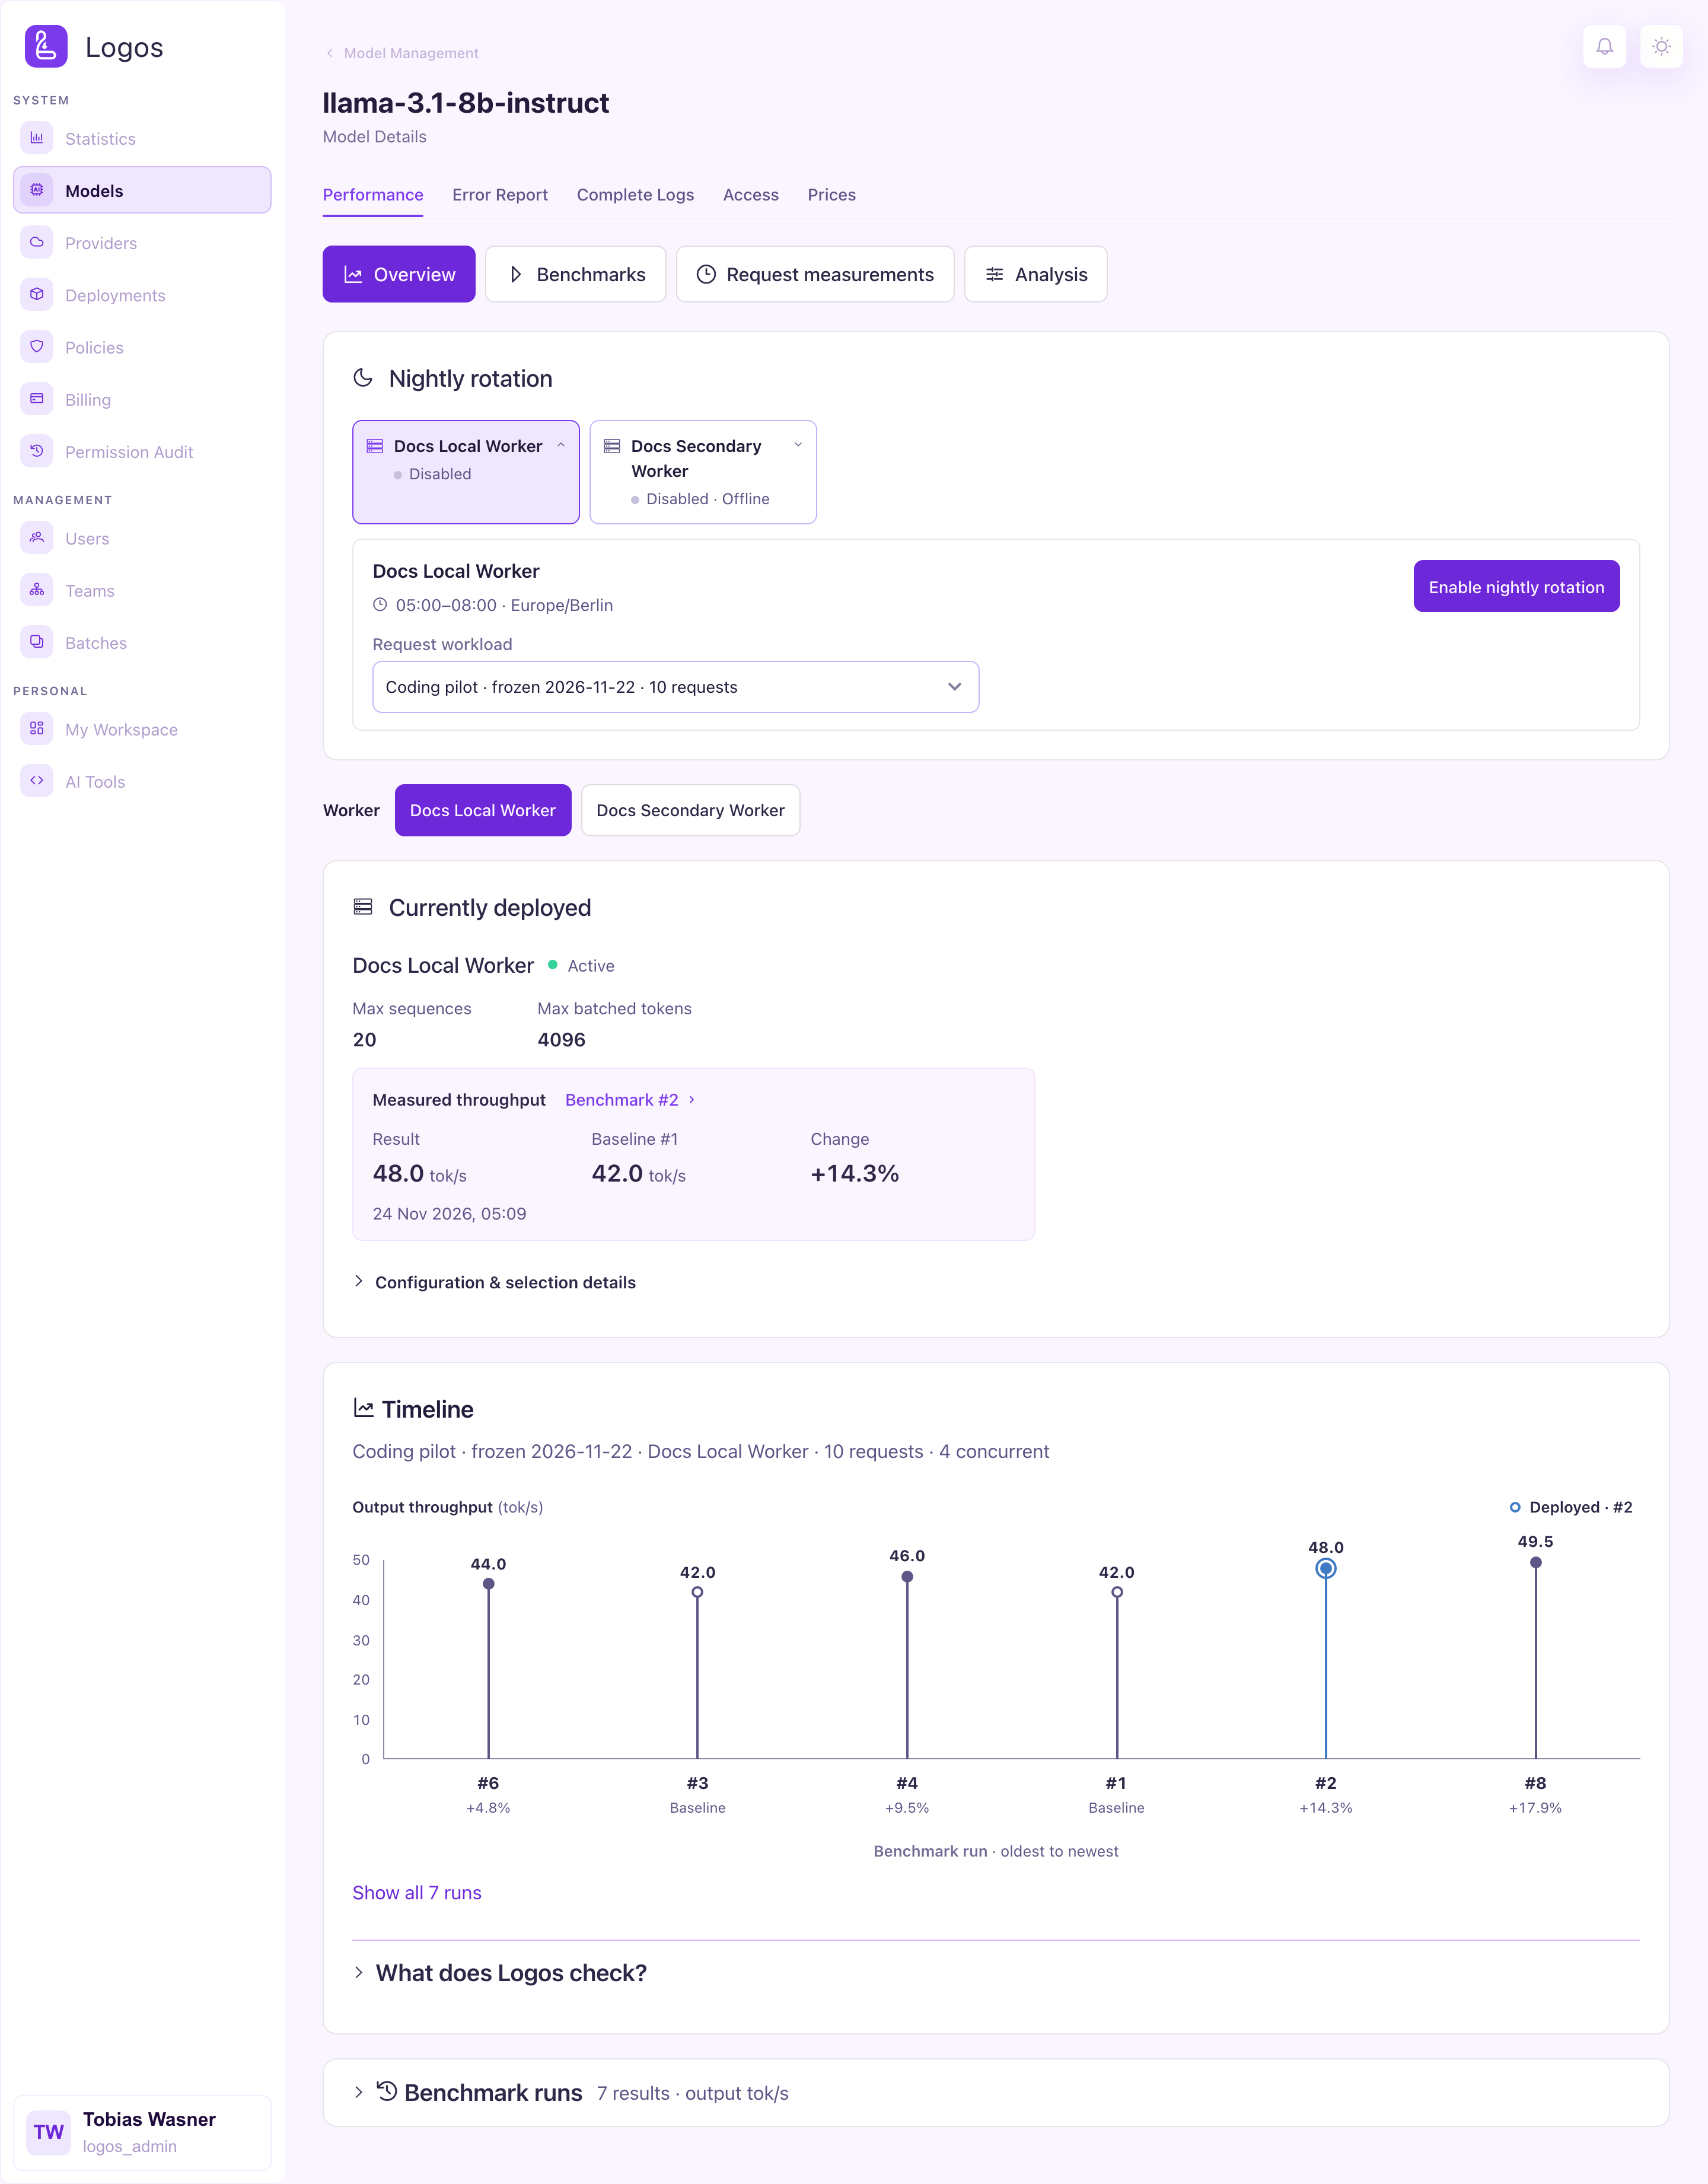 Logos
SYSTEM
Statistics
Models
Providers
Deployments
Policies
Billing
Permission Audit
MANAGEMENT
Users
Teams
Batches
PERSONAL
My Workspace
AI Tools
TW
Tobias Wasner
logos_admin
Model Management
llama-3.1-8b-instruct
Model Details
Performance Error Report Complete Logs Access Prices
Overview Benchmarks Request measurements Analysis
Nightly rotation
Docs Local Worker
Disabled
Docs Secondary
Worker
Disabled · Offline
Docs Local Worker
05:00–08:00 · Europe/Berlin
Enable nightly rotation
Request workload
Coding pilot · frozen 2026-11-22 · 10 requests
Worker Docs Local Worker Docs Secondary Worker
Currently deployed
Docs Local Worker Active
Max sequences Max batched tokens
20 4096
Measured throughput Benchmark #2
Result Baseline #1 Change
48.0 tok/s 42.0 tok/s +14.3%
24 Nov 2026, 05:09
Configuration & selection details
Timeline
Coding pilot · frozen 2026-11-22 · Docs Local Worker · 10 requests · 4 concurrent
Output throughput (tok/s) Deployed · #2
44.0 42.0 46.0 42.0 48.0 49.5
50
40
30
20
10
0
#6 #3 #4 #1 #2 #8
+4.8% Baseline +9.5% Baseline +14.3% +17.9%
Benchmark run · oldest to newest
Show all 7 runs
What does Logos check?
Benchmark runs 7 results · output tok/s